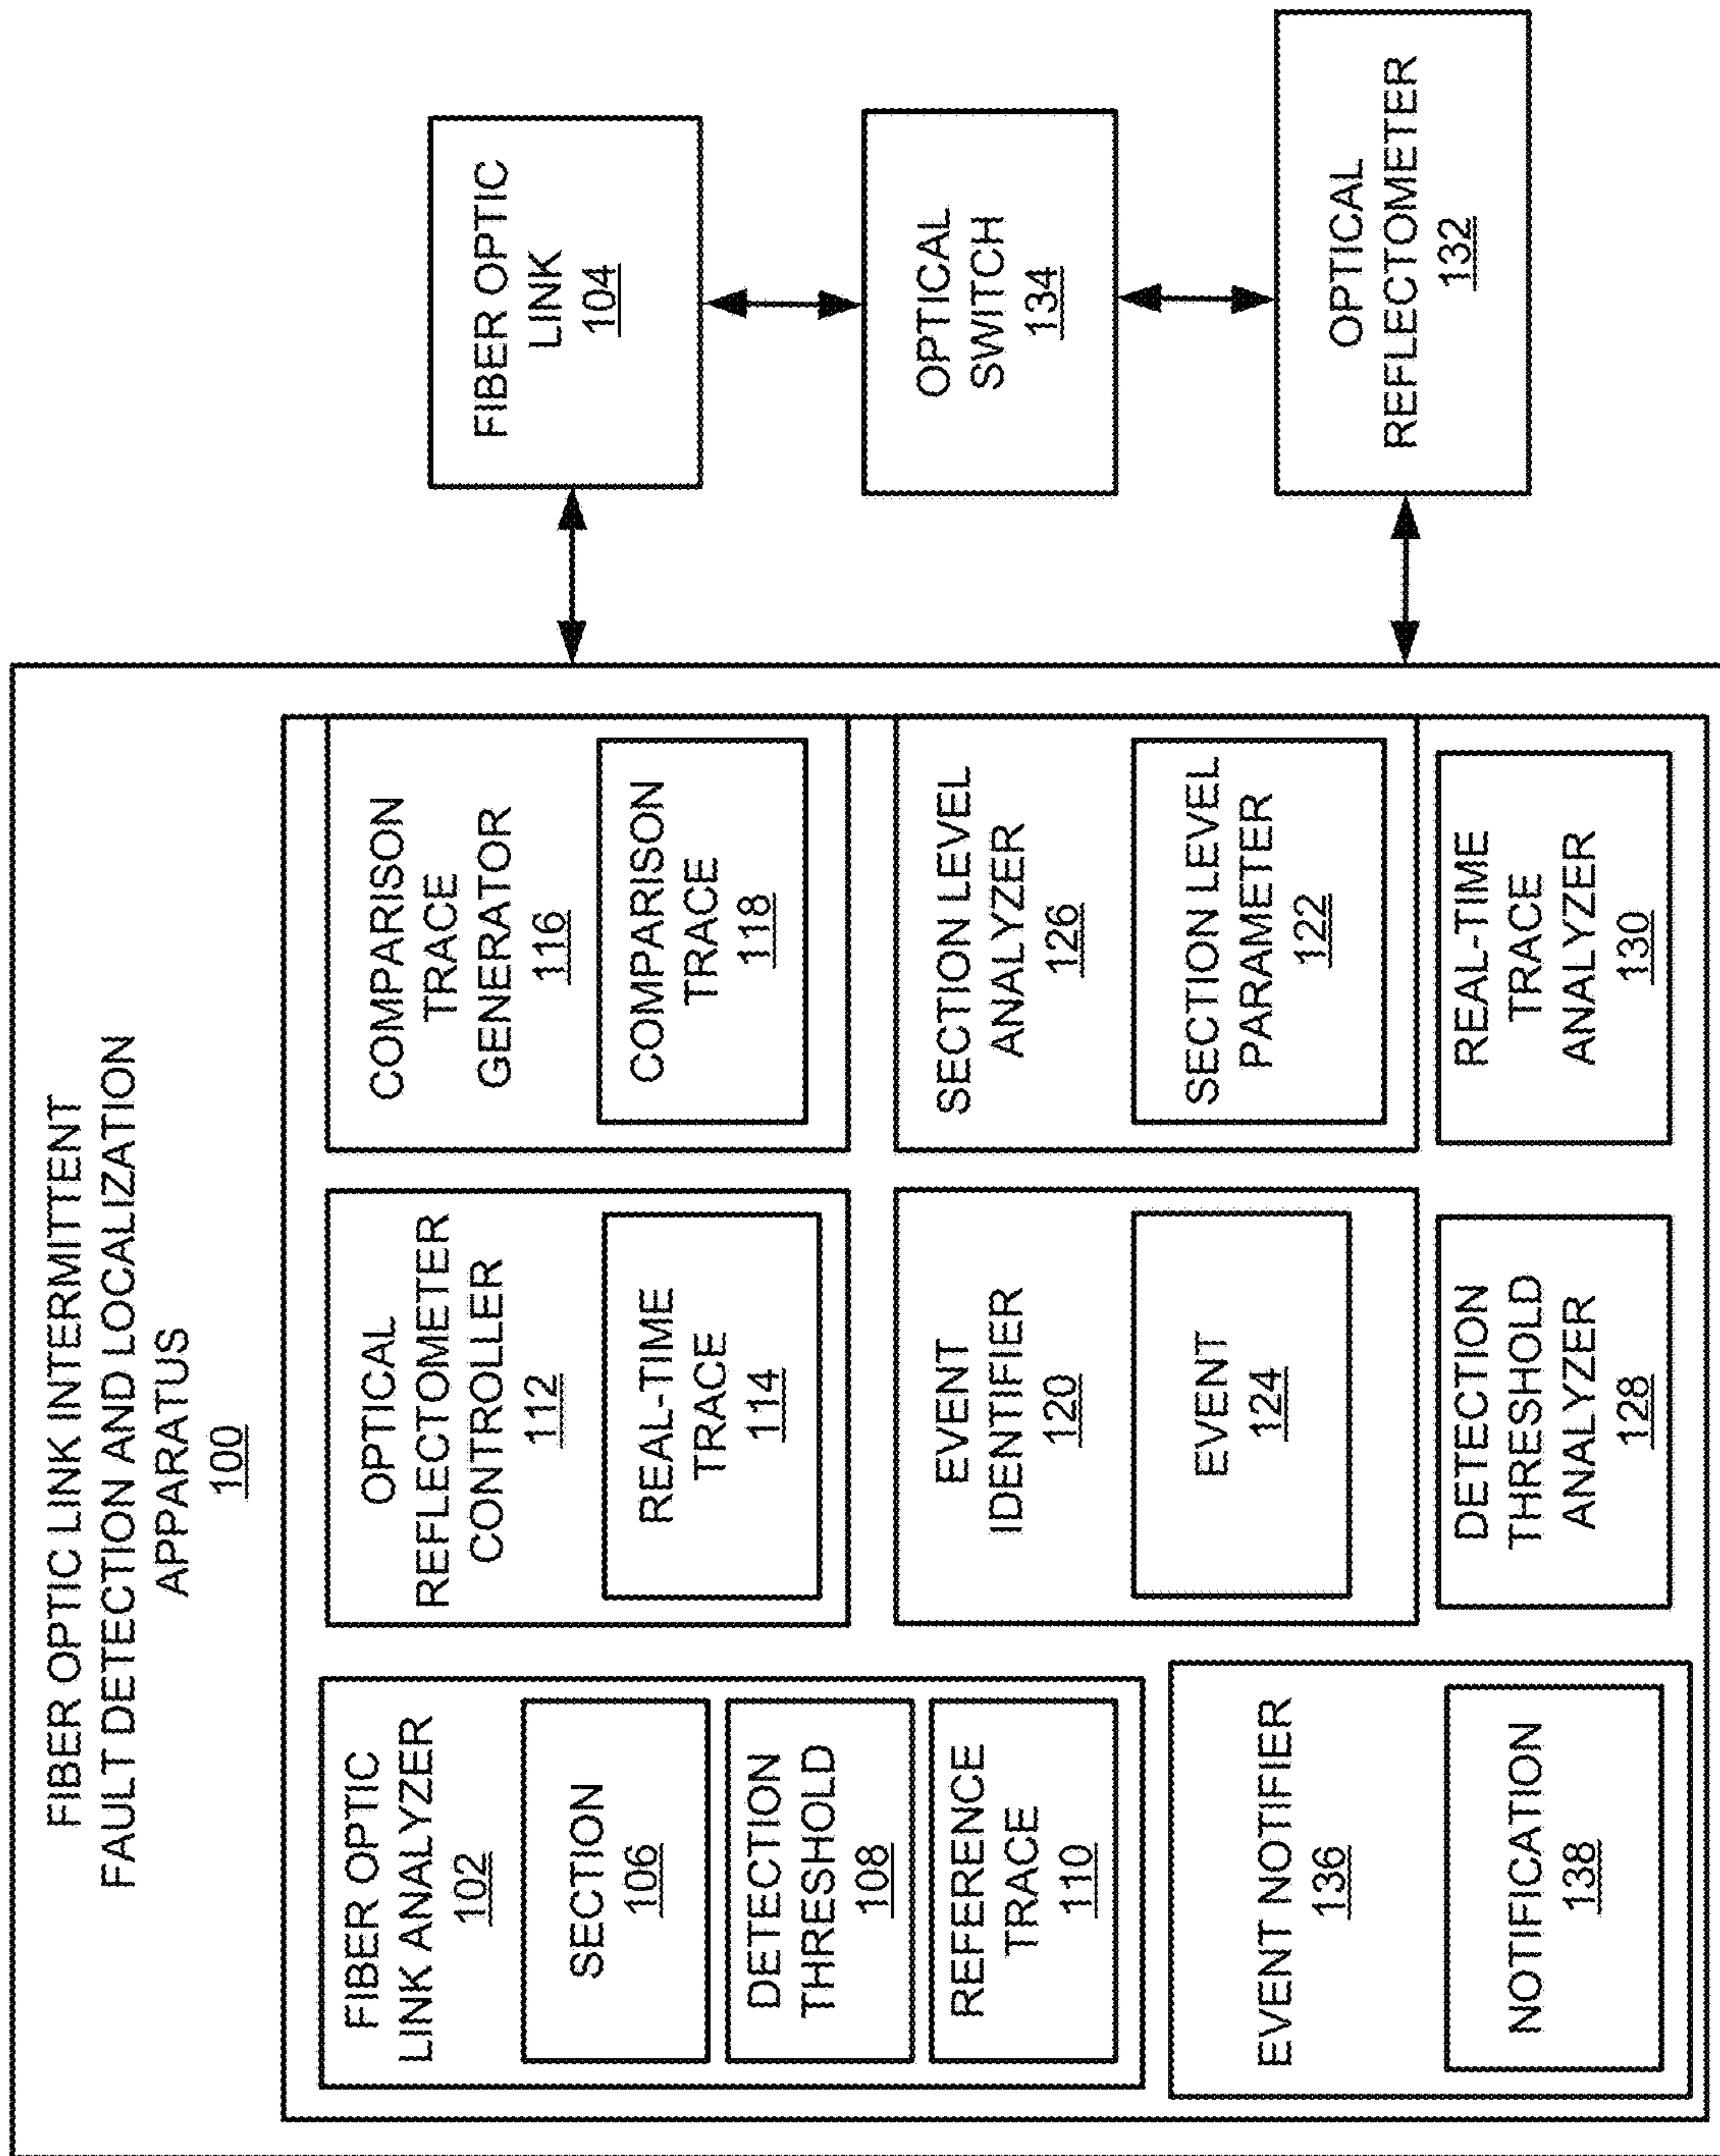 FIBER OPTIC LINK INTERMITTENT
FAULT DETECTION AND LOCALIZATION
APPARATUS
100
FIBER OPTIC
LINK ANALYZER
102
SECTION
106
DETECTION
THRESHOLD
108
REFERENCE
TRACE
110
EVENT NOTIFIER
136
NOTIFICATION
138
OPTICAL
REFLECTOMETER
CONTROLLER
112
REAL-TIME
TRACE
114
EVENT
IDENTIFIER
120
EVENT
124
DETECTION
THRESHOLD
ANALYZER
128
COMPARISON
TRACE
GENERATOR
116
COMPARISON
TRACE
118
SECTION LEVEL
ANALYZER
126
SECTION LEVEL
PARAMETER
122
REAL-TIME
TRACE
ANALYZER
130
FIBER OPTIC
LINK
104
OPTICAL
SWITCH
134
OPTICAL
REFLECTOMETER
132